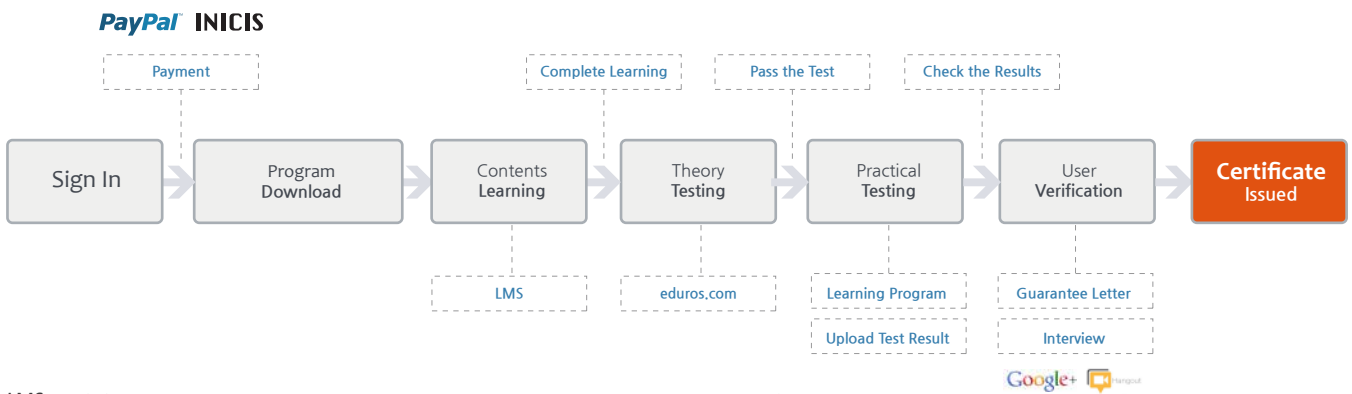 PayPal INICIS
Payment
Complete Learning
Pass the Test
Check the Results
Sign In
Program
Download
Contents
Learning
Theory
Testing
Practical
Testing
User
Verification
Certificate
Issued
LMS
eduros.com
Learning Program
Guarantee Letter
Upload Test Result
Interview
Google+ Hangout